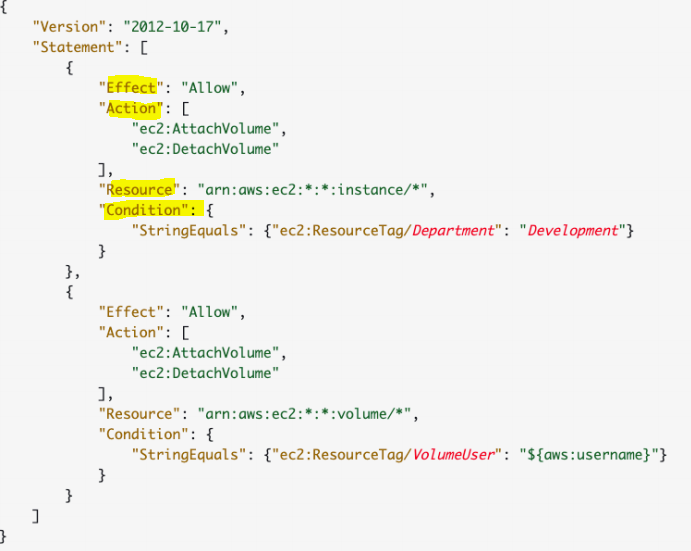 {
    "Version": "2012-10-17",
    "Statement": [
        {
            "Effect": "Allow",
            "Action": [
                "ec2:AttachVolume",
                "ec2:DetachVolume"
            ],
            "Resource": "arn:aws:ec2:*:*:instance/*",
            "Condition": {
                "StringEquals": {"ec2:ResourceTag/Department": "Development"}
            }
        },
        {
            "Effect": "Allow",
            "Action": [
                "ec2:AttachVolume",
                "ec2:DetachVolume"
            ],
            "Resource": "arn:aws:ec2:*:*:volume/*",
            "Condition": {
                "StringEquals": {"ec2:ResourceTag/VolumeUser": "${aws:username}"}
            }
        }
    ]
}